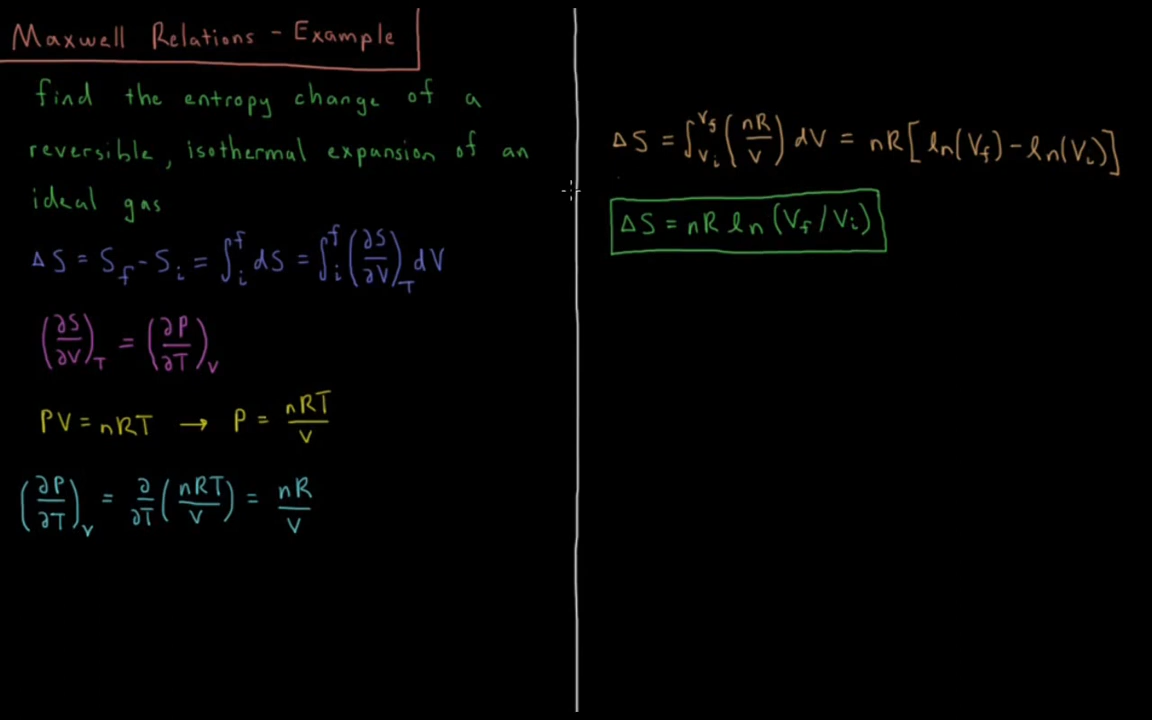 Maxwell Relations - Example
find the entropy change of a
reversible, isothermal expansion of an
ideal gas
ΔS = S_f - S_i = ∫_i^f dS = ∫_i^f (∂S/∂V)_T dV
(∂S/∂V)_T = (∂P/∂T)_V
PV = nRT → P = nRT/V
(∂P/∂T)_V = ∂/∂T (nRT/V) = nR/V
ΔS = ∫_{V_i}^{V_f} (nR/V) dV = nR[ln(V_f) - ln(V_i)]
ΔS = nR ln(V_f/V_i)